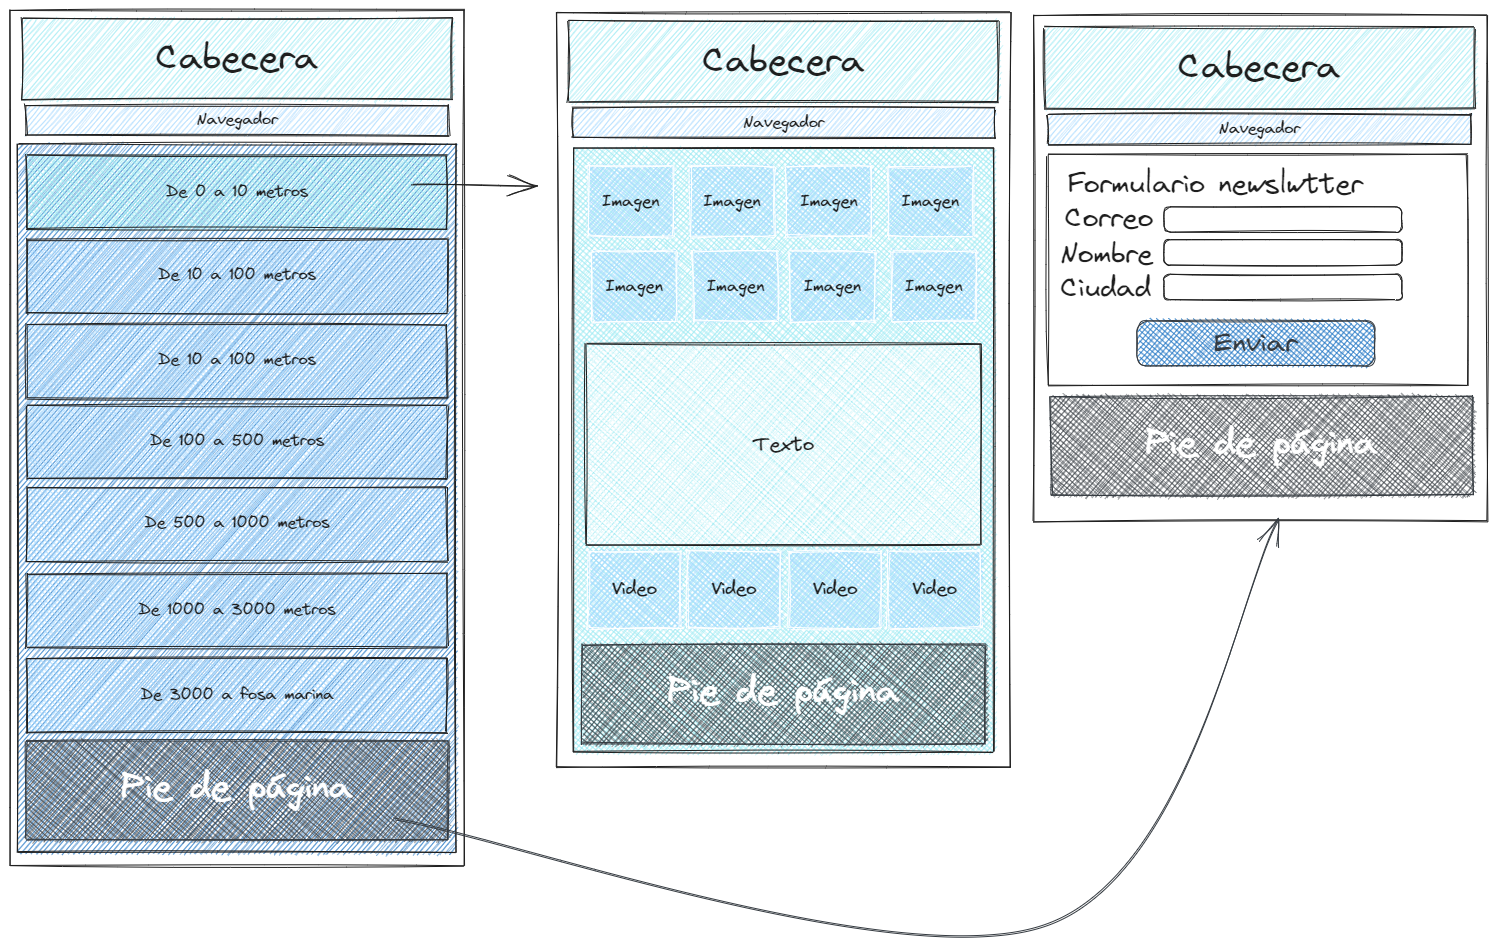 Cabecera
Navegador
De 0 a 10 metros
De 10 a 100 metros
De 10 a 100 metros
De 100 a 500 metros
De 500 a 1000 metros
De 1000 a 3000 metros
De 3000 a fosa marina
Pie de página
Cabecera
Navegador
Imagen Imagen Imagen Imagen
Imagen Imagen Imagen Imagen
Texto
Video Video Video Video
Pie de página
Cabecera
Navegador
Formulario newslwtter
Correo
Nombre
Ciudad
Enviar
Pie de página